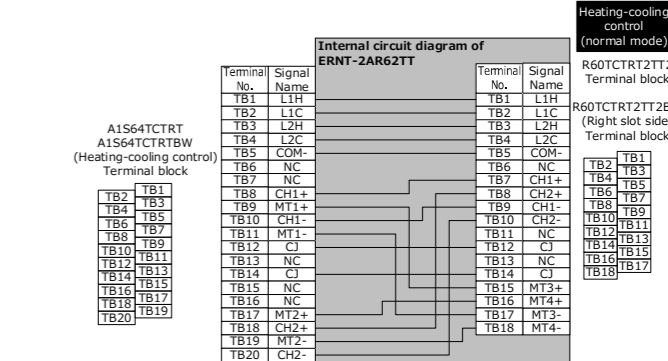 Heating-cooling
control
(normal mode)
Internal circuit diagram of
ERNT-2AR62TT
Terminal No. Signal Name
TB1 L1H
TB2 L1C
TB3 L2H
TB4 L2C
TB5 COM-
TB6 NC
TB7 NC
TB8 CH1+
TB9 MT1+
TB10 CH1-
TB11 MT1-
TB12 CJ
TB13 NC
TB14 CJ
TB15 NC
TB16 NC
TB17 MT2+
TB18 CH2+
TB19 MT2-
TB20 CH2-
Terminal No. Signal Name
TB1 L1H
TB2 L1C
TB3 L2H
TB4 L2C
TB5 COM-
TB6 NC
TB7 CH1+
TB8 CH2+
TB9 CH1-
TB10 CH2-
TB11 NC
TB12 CJ
TB13 NC
TB14 CJ
TB15 MT3+
TB16 MT4+
TB17 MT3-
TB18 MT4-
A1S64TCTRT
A1S64TCTRTBW
(Heating-cooling control)
Terminal block
TB1
TB2
TB3
TB4
TB5
TB6
TB7
TB8
TB9
TB10
TB11
TB12
TB13
TB14
TB15
TB16
TB17
TB18
TB19
TB20
R60TCTRT2TT2
Terminal block
R60TCTRT2TT2B
(Right slot side
Terminal block
TB1
TB2
TB3
TB4
TB5
TB6
TB7
TB8
TB9
TB10
TB11
TB12
TB13
TB14
TB15
TB16
TB17
TB18